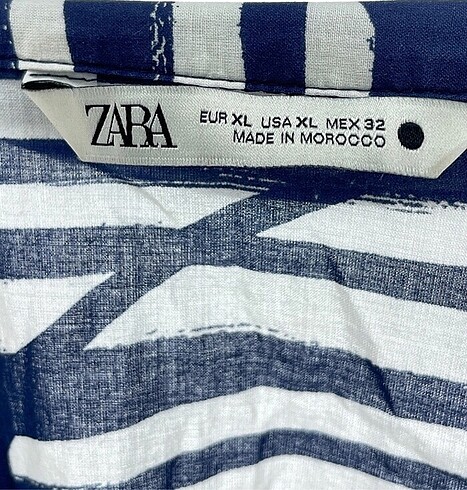 ZARA
EUR XL USA XL MEX 32
MADE IN MOROCCO